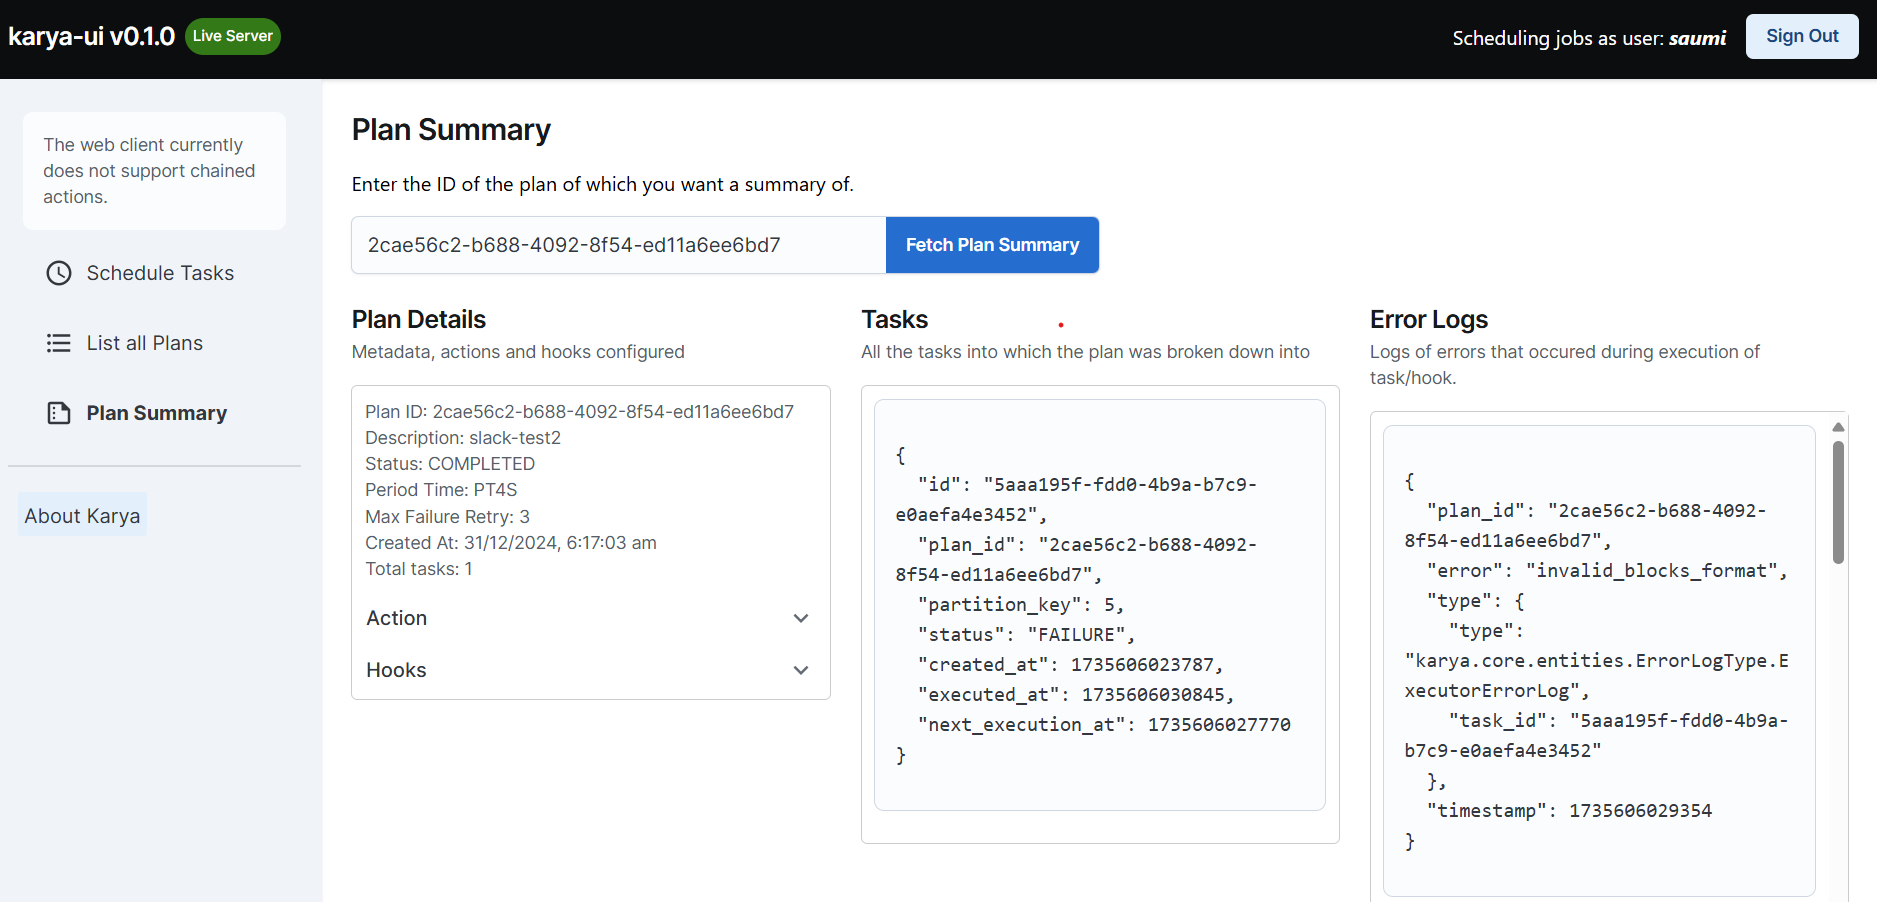 karya-ui v0.1.0
Live Server
Scheduling jobs as user: saumi
Sign Out
The web client currently
does not support chained
actions.
Schedule Tasks
List all Plans
Plan Summary
About Karya
Plan Summary
Enter the ID of the plan of which you want a summary of.
2cae56c2-b688-4092-8f54-ed11a6ee6bd7
Fetch Plan Summary
Plan Details
Metadata, actions and hooks configured
Plan ID: 2cae56c2-b688-4092-8f54-ed11a6ee6bd7
Description: slack-test2
Status: COMPLETED
Period Time: PT4S
Max Failure Retry: 3
Created At: 31/12/2024, 6:17:03 am
Total tasks: 1
Action
Hooks
Tasks
All the tasks into which the plan was broken down into
{
"id": "5aaa195f-fdd0-4b9a-b7c9-
e0aefa4e3452",
"plan_id": "2cae56c2-b688-4092-
8f54-ed11a6ee6bd7",
"partition_key": 5,
"status": "FAILURE",
"created_at": 1735606023787,
"executed_at": 1735606030845,
"next_execution_at": 1735606027770
}
Error Logs
Logs of errors that occured during execution of
task/hook.
{
"plan_id": "2cae56c2-b688-4092-
8f54-ed11a6ee6bd7",
"error": "invalid_blocks_format",
"type": {
"type":
"karya.core.entities.ErrorLogType.E
xecutorErrorLog",
"task_id": "5aaa195f-fdd0-4b9a-
b7c9-e0aefa4e3452"
},
"timestamp": 1735606029354
}